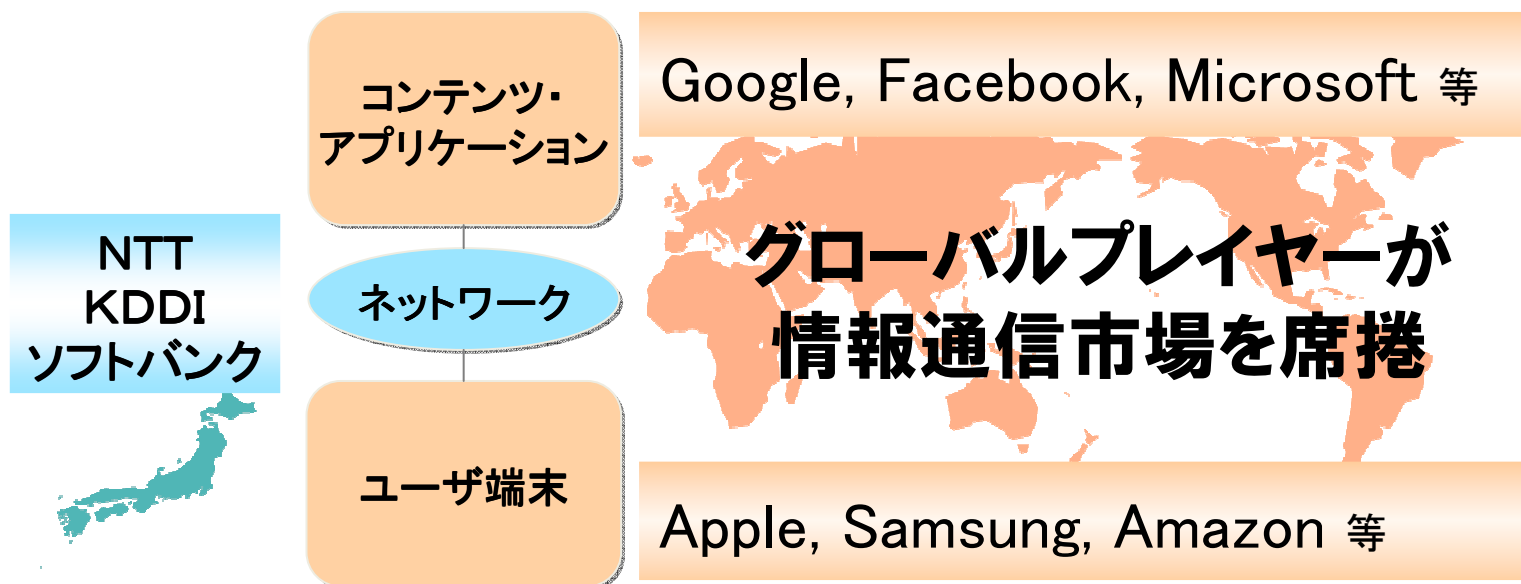 NTT
KDDI
ソフトバンク
コンテンツ・
アプリケーション
ネットワーク
ユーザ端末
Google, Facebook, Microsoft 等
グローバルプレイヤーが
情報通信市場を席捲
Apple, Samsung, Amazon 等